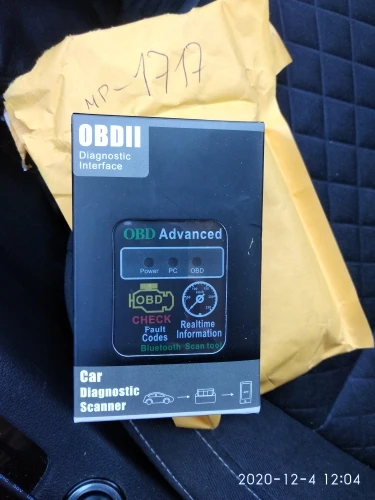 MP-1717
OBDII
Diagnostic
Interface
OBD Advanced
Power PC OBD
OBD
CHECK
Fault
Codes
Realtime
Information
Bluetooth Scan tool
Car
Diagnostic
Scanner
2020-12-4 12:04